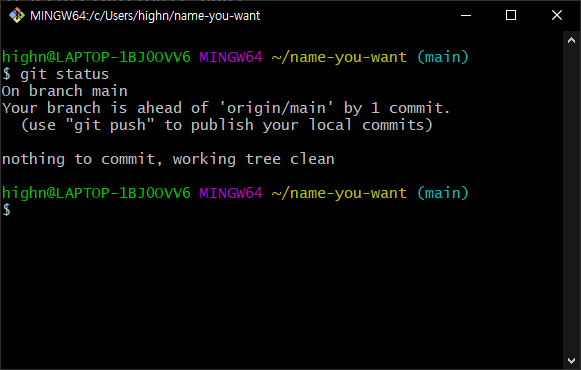 MINGW64:/c/Users/highn/name-you-want
highn@LAPTOP-1BJ0OVV6 MINGW64 ~/name-you-want (main)
$ git status
On branch main
Your branch is ahead of 'origin/main' by 1 commit.
  (use "git push" to publish your local commits)
nothing to commit, working tree clean
highn@LAPTOP-1BJ0OVV6 MINGW64 ~/name-you-want (main)
$